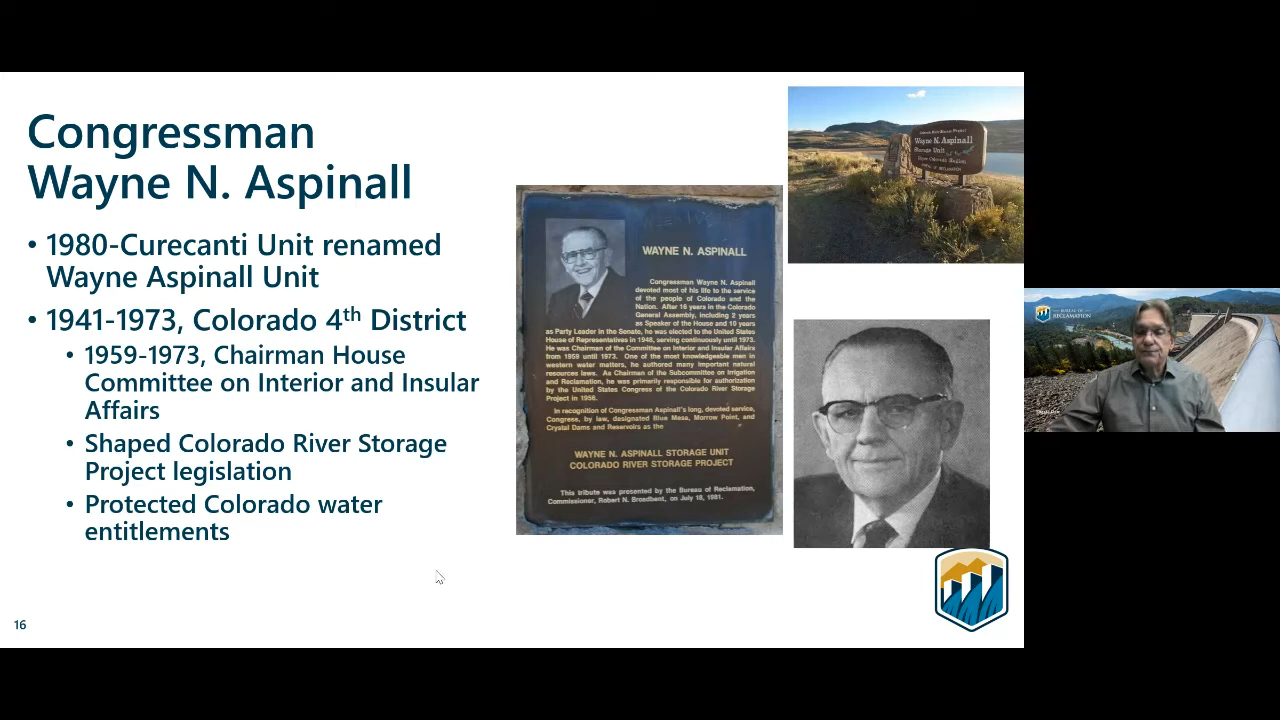 Congressman
Wayne N. Aspinall
• 1980-Curecanti Unit renamed
Wayne Aspinall Unit
• 1941-1973, Colorado 4th District
• 1959-1973, Chairman House
Committee on Interior and Insular
Affairs
• Shaped Colorado River Storage
Project legislation
• Protected Colorado water
entitlements
16
WAYNE N. ASPINALL
Congressman Wayne N. Aspinall
devoted most of his life to the service
of the people of Colorado and the
Nation. After 16 years in the Colorado
General Assembly, including 2 years
as Speaker of the House and 10 years
as Party Leader in the Senate, he was elected to the United States
House of Representatives in 1948, serving continuously until 1973.
He was Chairman of the Committee on Interior and Insular Affairs
from 1959 until 1973. One of the most knowledgeable men in
western water matters, he authored many important natural
resources laws. As Chairman of the Subcommittee on Irrigation
and Reclamation, he was primarily responsible for authorization
by the United States Congress of the Colorado River Storage
Project in 1956.
In recognition of Congressman Aspinall's long, devoted service,
Congress, by law, designated Blue Mesa, Morrow Point, and
Crystal Dams and Reservoirs as the
WAYNE N. ASPINALL STORAGE UNIT
COLORADO RIVER STORAGE PROJECT
This tribute was presented by the Bureau of Reclamation,
Commissioner, Robert N. Broadbent, on July 18, 1981.
Wayne N. Aspinall
Storage Unit
Upper Colorado Region
BUREAU OF
RECLAMATION